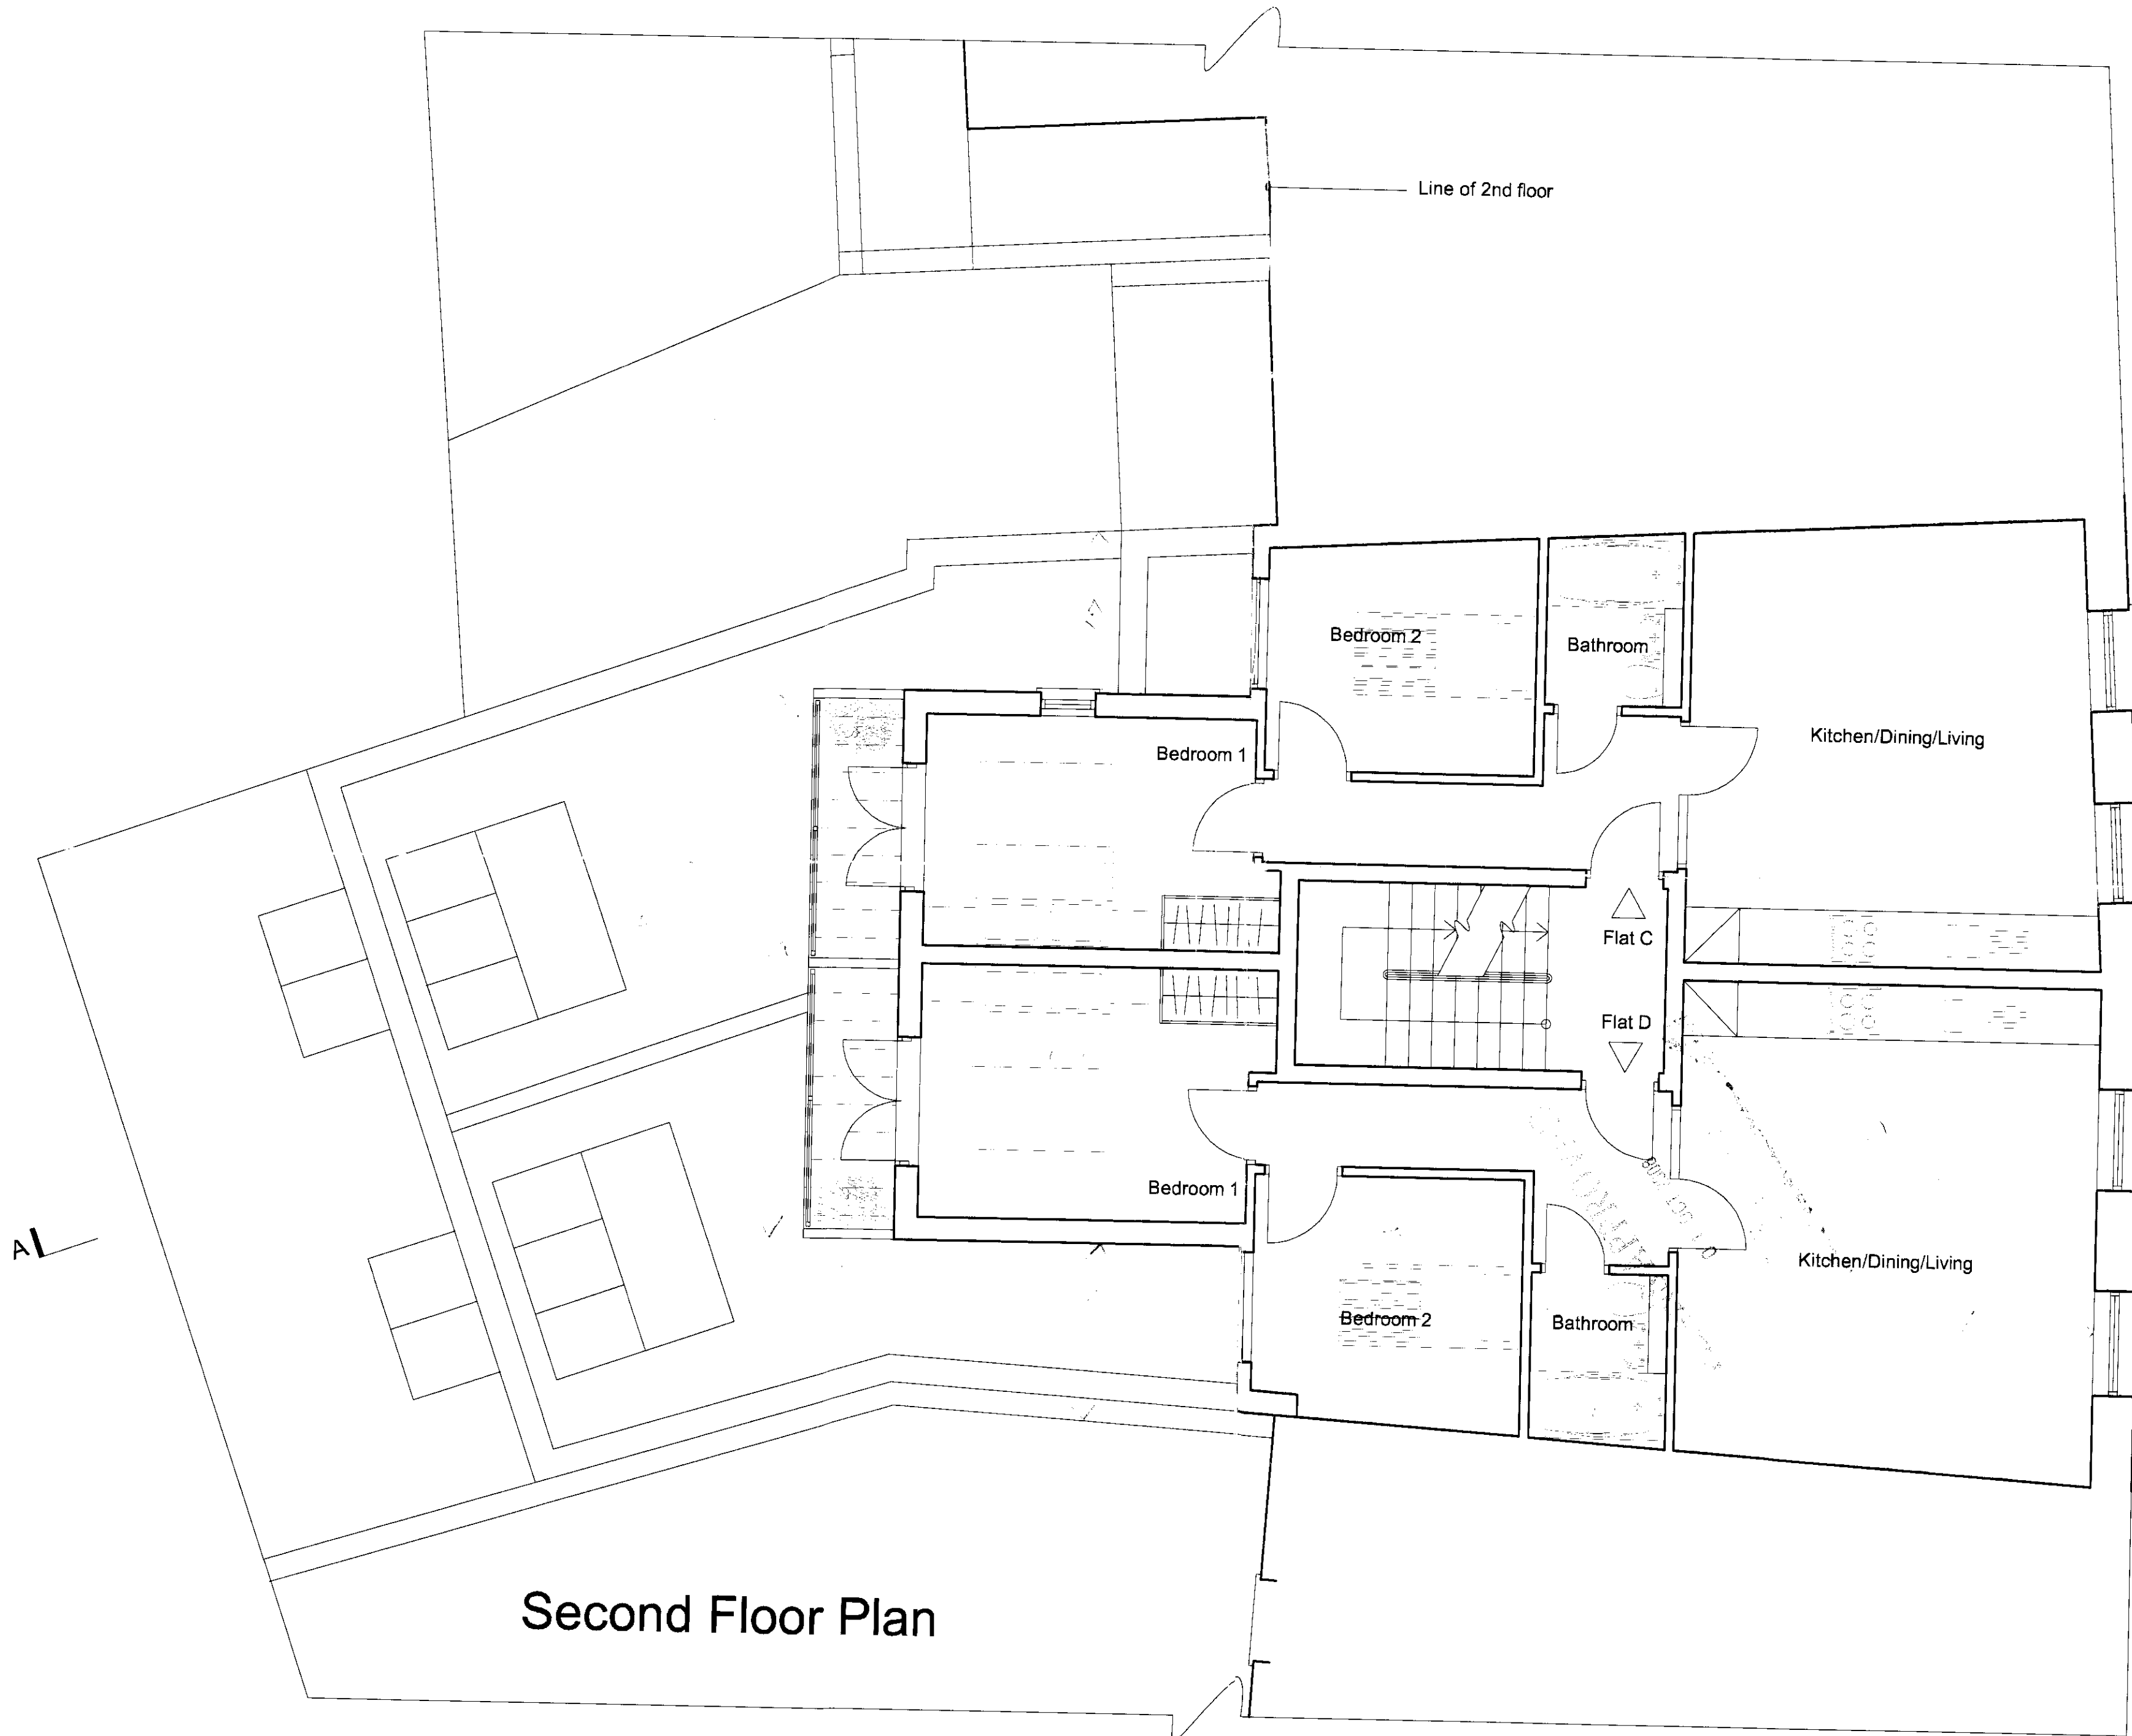 Line of 2nd floor
Bedroom 2
Bathroom
Kitchen/Dining/Living
Bedroom 1
Flat C
Flat D
Bedroom 1
Kitchen/Dining/Living
Bedroom 2
Bathroom
A
Second Floor Plan